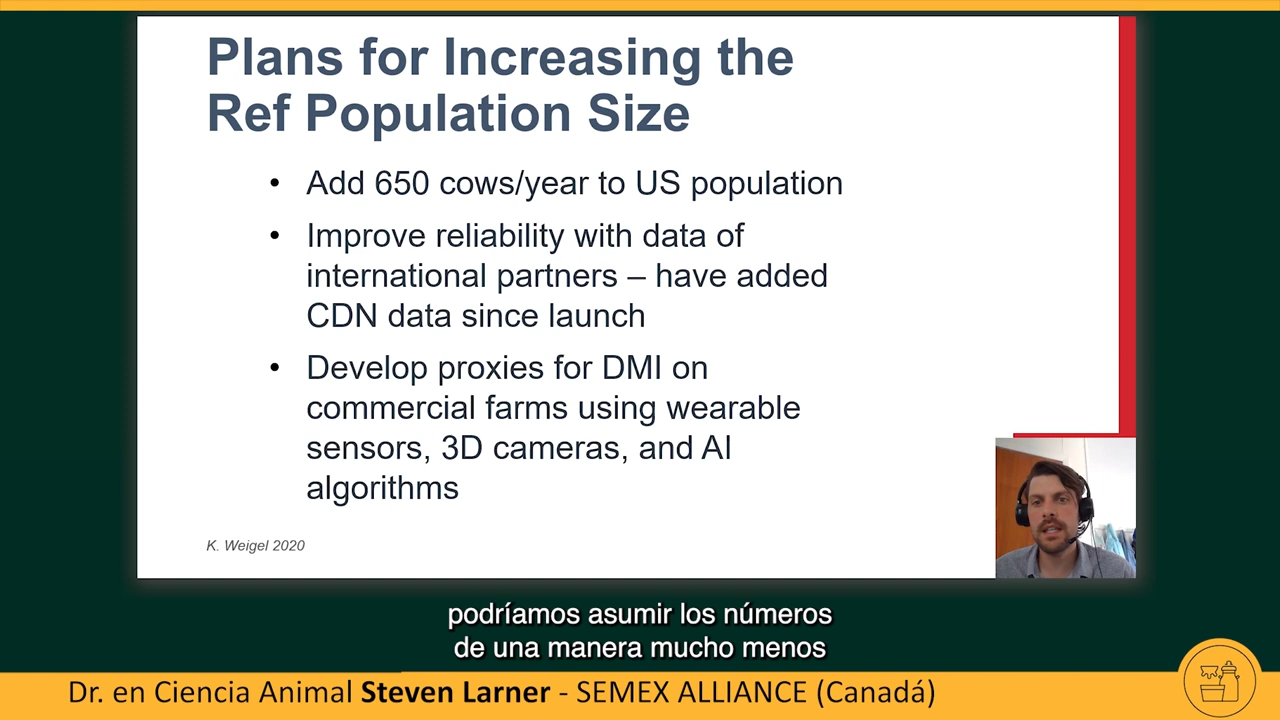 Plans for Increasing the
Ref Population Size
• Add 650 cows/year to US population
• Improve reliability with data of
international partners – have added
CDN data since launch
• Develop proxies for DMI on
commercial farms using wearable
sensors, 3D cameras, and AI
algorithms
K. Weigel 2020
podríamos asumir los números
de una manera mucho menos
Dr. en Ciencia Animal Steven Larner - SEMEX ALLIANCE (Canadá)